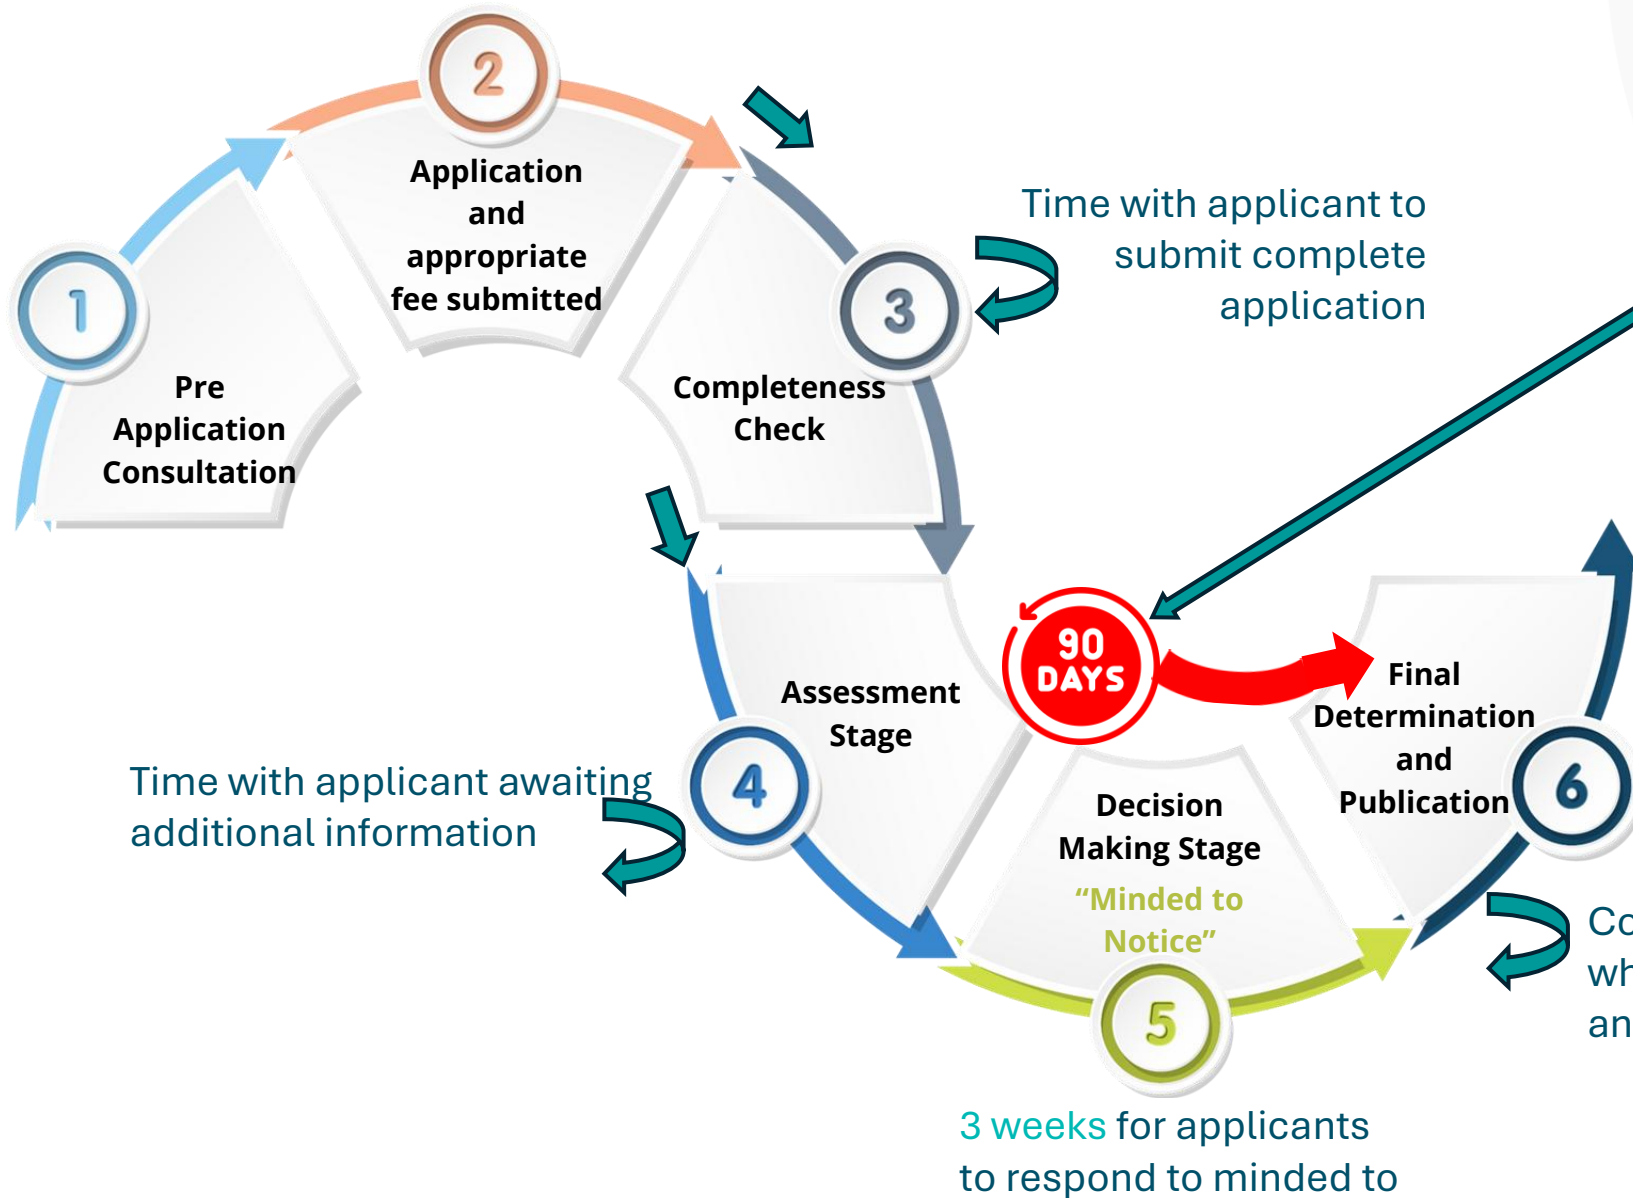 1
Pre
Application
Consultation
2
Application
and
appropriate
fee submitted
3
Completeness
Check
Time with applicant to
submit complete
application
4
Assessment
Stage
Time with applicant awaiting
additional information
90
DAYS
5
Decision
Making Stage
“Minded to
Notice”
3 weeks for applicants
to respond to minded to
6
Final
Determination
and
Publication